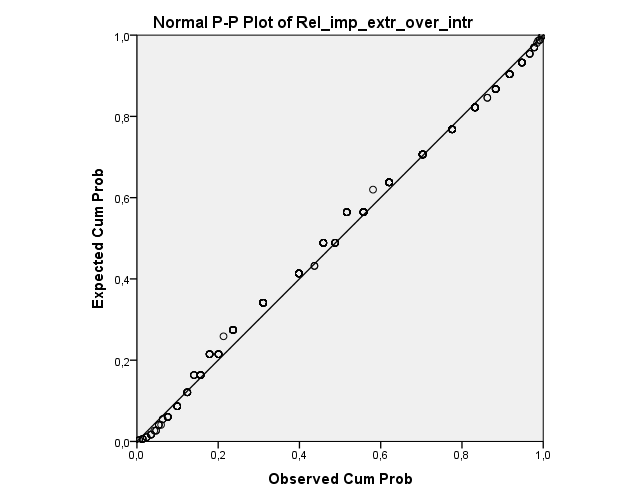 Normal P-P Plot of Rel_imp_extr_over_intr
1,0
0,8
0,6
0,4
0,2
0,0
Expected Cum Prob
0,0 0,2 0,4 0,6 0,8 1,0
Observed Cum Prob